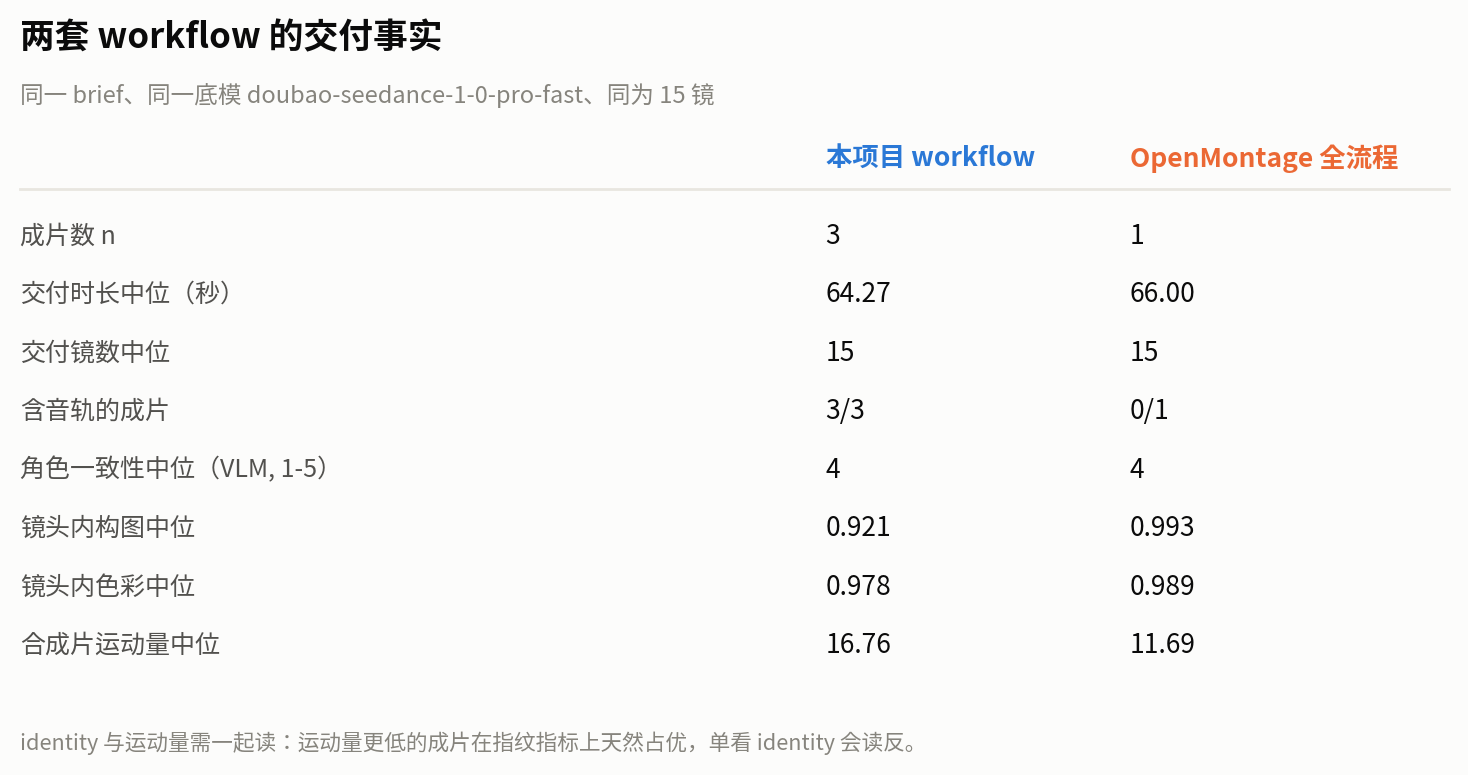 两套 workflow 的交付事实
同一 brief、同一底模 doubao-seedance-1-0-pro-fast、同为 15 镜
本项目 workflow OpenMontage 全流程
成片数 n 3 1
交付时长中位（秒） 64.27 66.00
交付镜数中位 15 15
含音轨的成片 3/3 0/1
角色一致性中位（VLM, 1-5） 4 4
镜头内构图中位 0.921 0.993
镜头内色彩中位 0.978 0.989
合成片运动量中位 16.76 11.69
identity 与运动量需一起读：运动量更低的成片在指纹指标上天然占优，单看 identity 会读反。